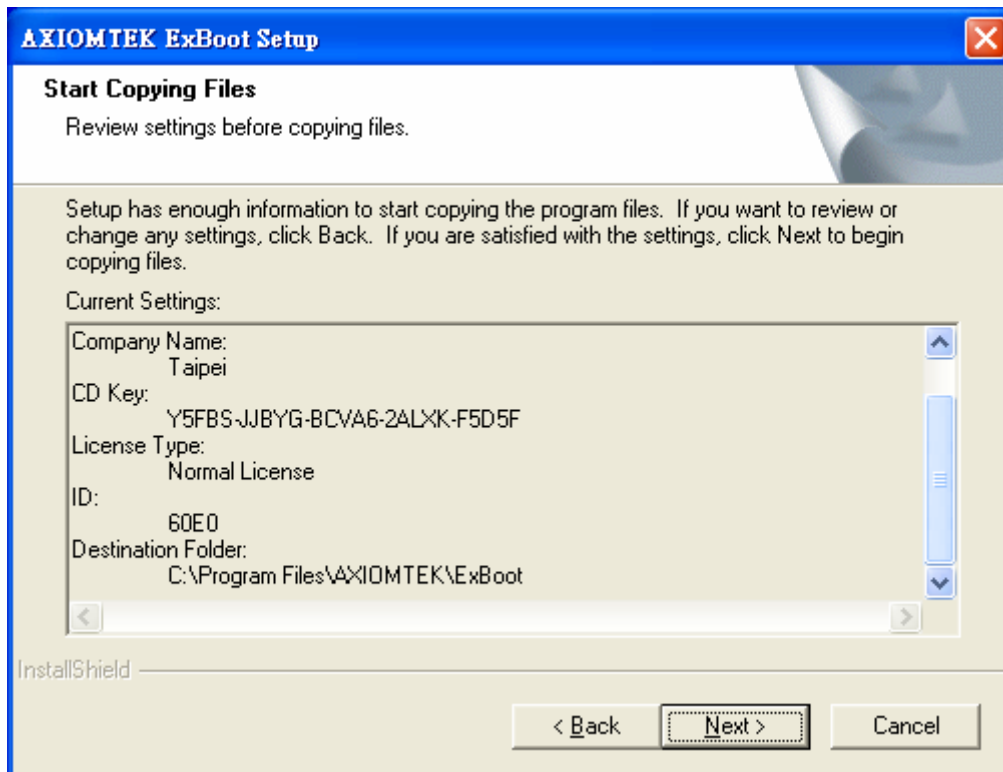 AXIOMTEK ExBoot Setup
Start Copying Files
Review settings before copying files.
Setup has enough information to start copying the program files. If you want to review or
change any settings, click Back. If you are satisfied with the settings, click Next to begin
copying files.
Current Settings:
Company Name:
Taipei
CD Key:
Y5FBS-JJBYG-BCVA6-2ALXK-F5D5F
License Type:
Normal License
ID:
60E0
Destination Folder:
C:\Program Files\AXIOMTEK\ExBoot
InstallShield
< Back
Next >
Cancel